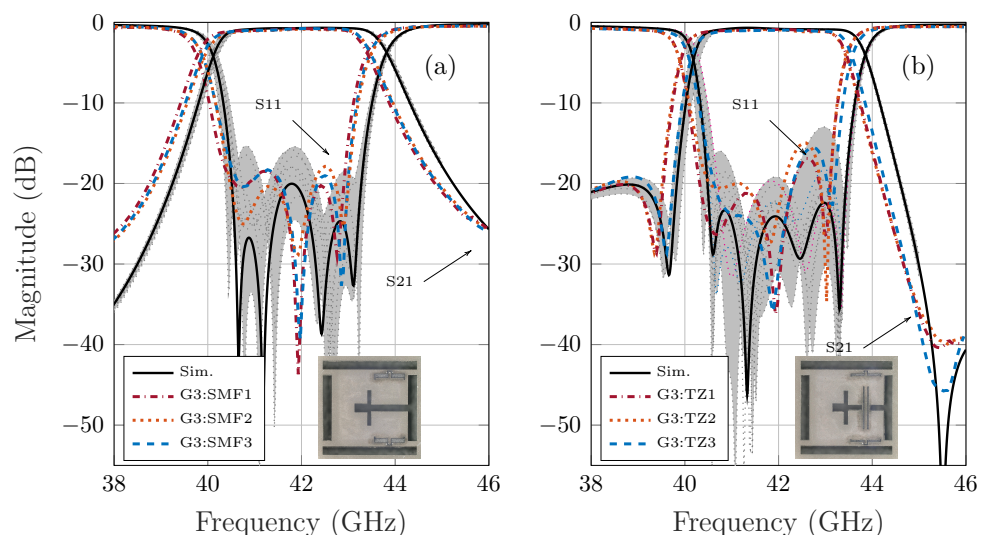 Magnitude (dB)
0
−10
−20
−30
−40
−50
(a)
S11
S21
Sim.
G3:SMF1
G3:SMF2
G3:SMF3
38
40
42
44
46
Frequency (GHz)
0
−10
−20
−30
−40
−50
(b)
S11
S21
Sim.
G3:TZ1
G3:TZ2
G3:TZ3
38
40
42
44
46
Frequency (GHz)